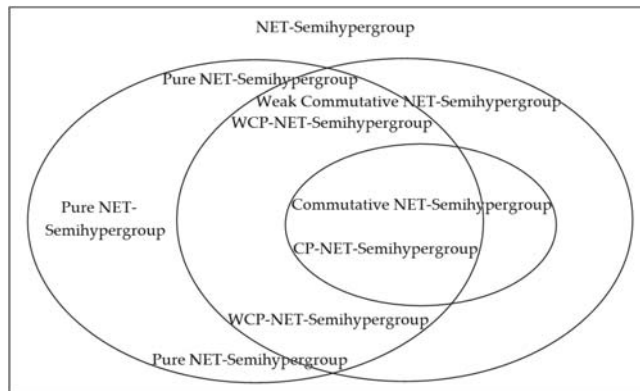 NET-Semihypergroup
Pure NET-Semihypergroup
Weak Commutative NET-Semihypergroup
WCP-NET-Semihypergroup
Pure NET-
Semihypergroup
Commutative NET-Semihypergroup
CP-NET-Semihypergroup
WCP-NET-Semihypergroup
Pure NET-Semihypergroup